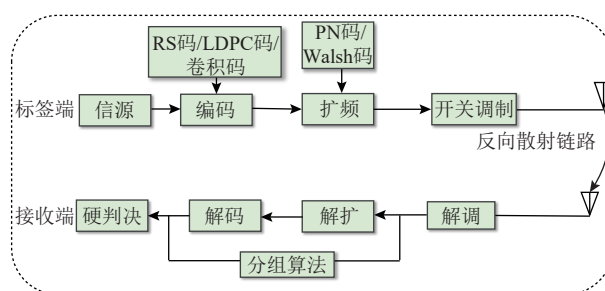 RS码/LDPC码/
卷积码
PN码/
Walsh码
标签端
信源
编码
扩频
开关调制
反向散射链路
接收端
硬判决
解码
解扩
解调
分组算法